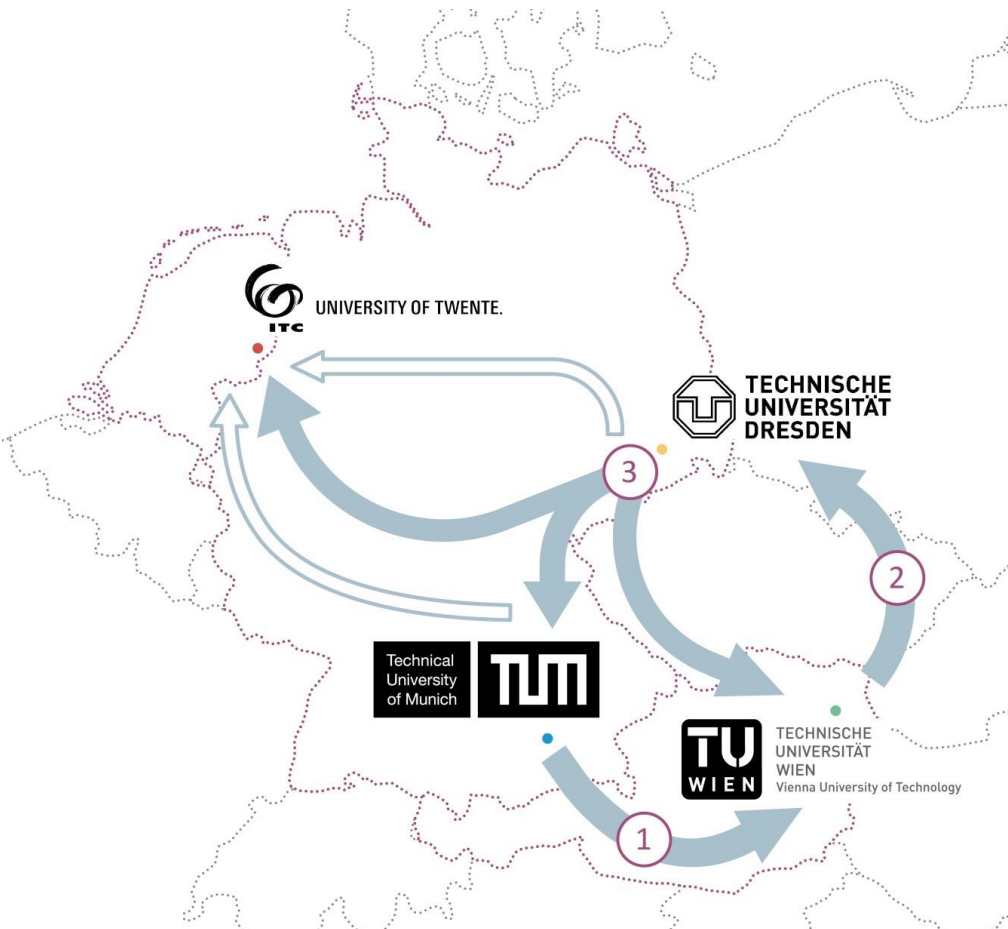 ITC
UNIVERSITY OF TWENTE.
TECHNISCHE
UNIVERSITÄT
DRESDEN
3
2
Technical
University
of Munich
TUM
TU
WIEN
TECHNISCHE
UNIVERSITÄT
WIEN
Vienna University of Technology
1